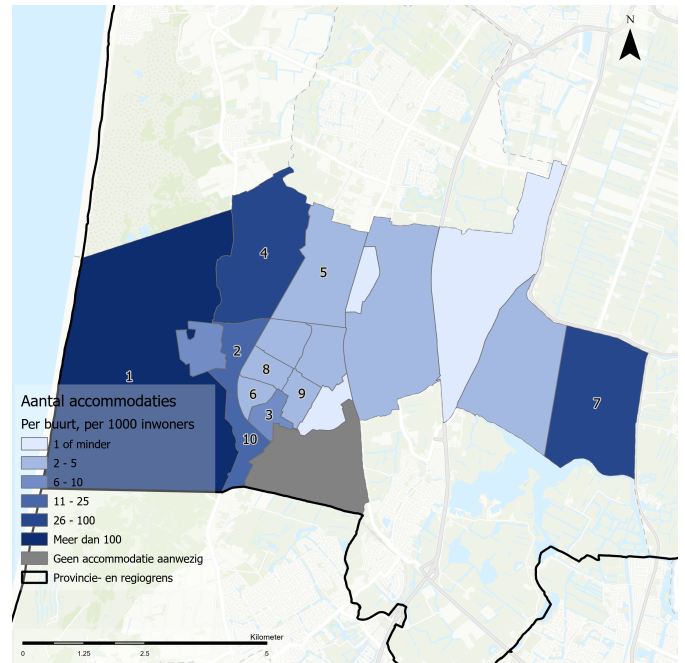 N
4
5
2
1
8
6
9
7
3
10
Aantal accommodaties
Per buurt, per 1000 inwoners
1 of minder
2 - 5
6 - 10
11 - 25
26 - 100
Meer dan 100
Geen accommodatie aanwezig
Provincie- en regiogrens
Kilometer
0 1.25 2.5 5